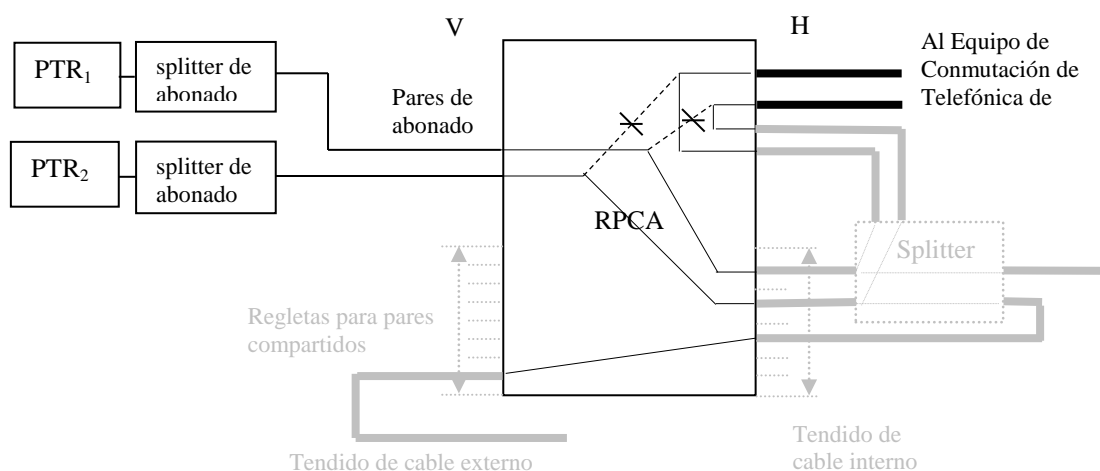 V
H
PTR1
splitter de
abonado
Al Equipo de
Conmutación de
Telefónica de
Pares de
abonado
PTR2
splitter de
abonado
RPCA
Splitter
Regletas para pares
compartidos
Tendido de
cable interno
Tendido de cable externo